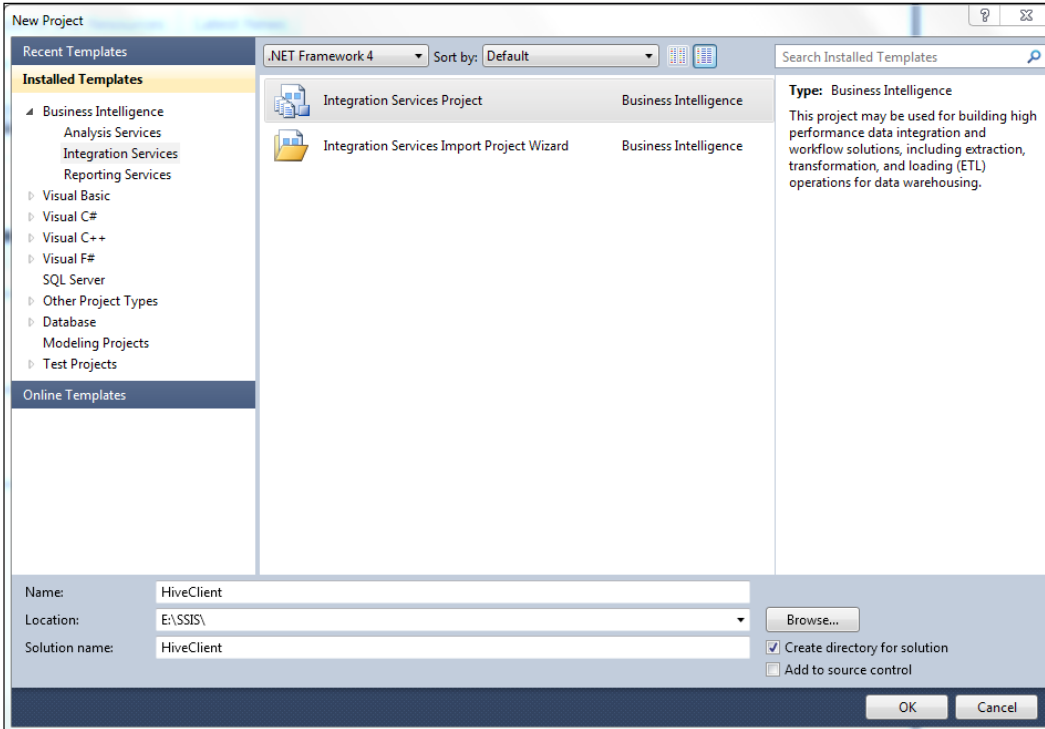 New Project
Recent Templates
Installed Templates
Business Intelligence
Analysis Services
Integration Services
Reporting Services
Visual Basic
Visual C#
Visual C++
Visual F#
SQL Server
Other Project Types
Database
Modeling Projects
Test Projects
Online Templates
.NET Framework 4 Sort by: Default
Integration Services Project Business Intelligence
Integration Services Import Project Wizard Business Intelligence
Search Installed Templates
Type: Business Intelligence
This project may be used for building high
performance data integration and
workflow solutions, including extraction,
transformation, and loading (ETL)
operations for data warehousing.
Name: HiveClient
Location: E:\SSIS\ Browse...
Solution name: HiveClient
Create directory for solution
Add to source control
OK Cancel